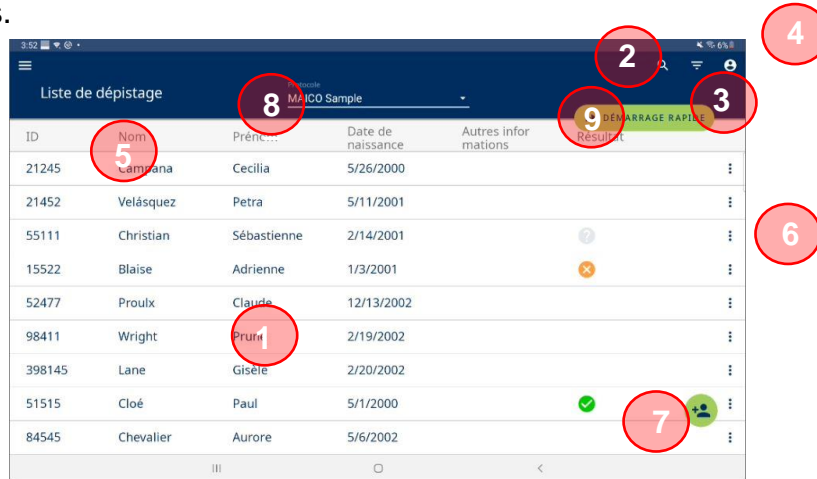 s.
4
3:52
6%
2
Liste de dépistage
Protocole
MAICO Sample
8
3
9
DÉMARRAGE RAPIDE
ID Nom Préno... Date de naissance Autres infor mations Résultat
5
21245 Campana Cecilia 5/26/2000
21452 Velásquez Petra 5/11/2001
55111 Christian Sébastienne 2/14/2001
6
15522 Blaise Adrienne 1/3/2001
52477 Proulx Claude 12/13/2002
98411 Wright Prune 2/19/2002
1
398145 Lane Gisèle 2/20/2002
51515 Cloé Paul 5/1/2000
7
84545 Chevalier Aurore 5/6/2002